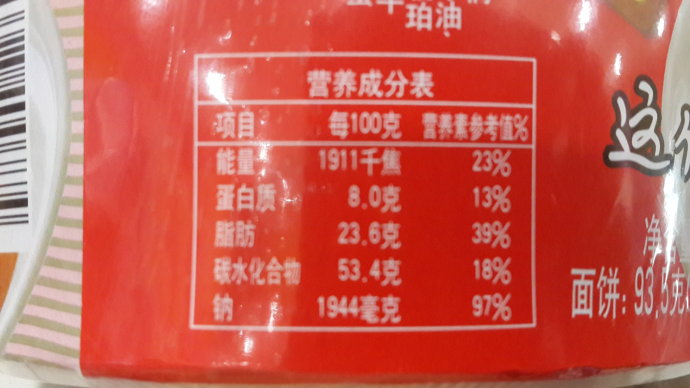 珀油
营养成分表
项目 每100克 营养素参考值%
能量 1911千焦 23%
蛋白质 8.0克 13%
脂肪 23.6克 39%
碳水化合物 53.4克 18%
钠 1944毫克 97%
这
净
面饼: 93.5克